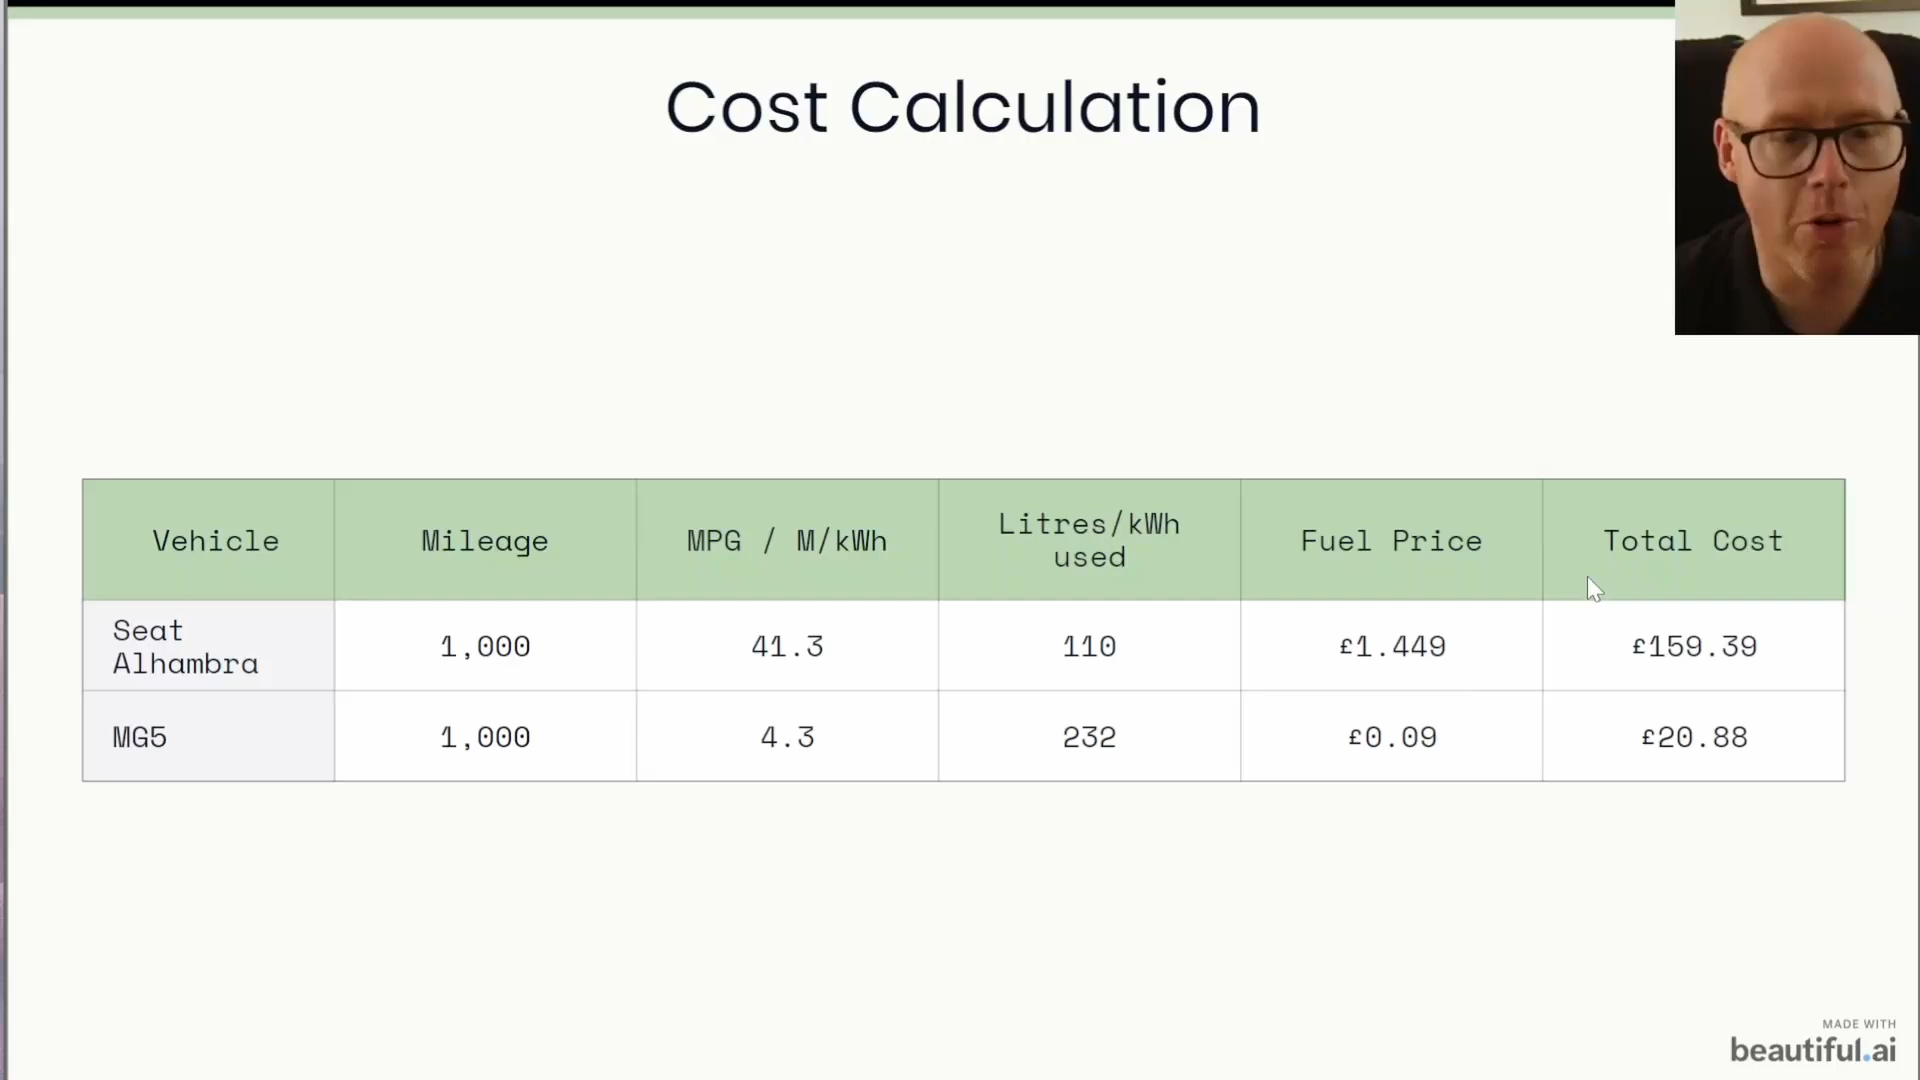 Cost Calculation
Vehicle
Mileage
MPG / M/kWh
Litres/kWh
used
Fuel Price
Total Cost
Seat
Alhambra
1,000
41.3
110
£1.449
£159.39
MG5
1,000
4.3
232
£0.09
£20.88
MADE WITH
beautiful.ai